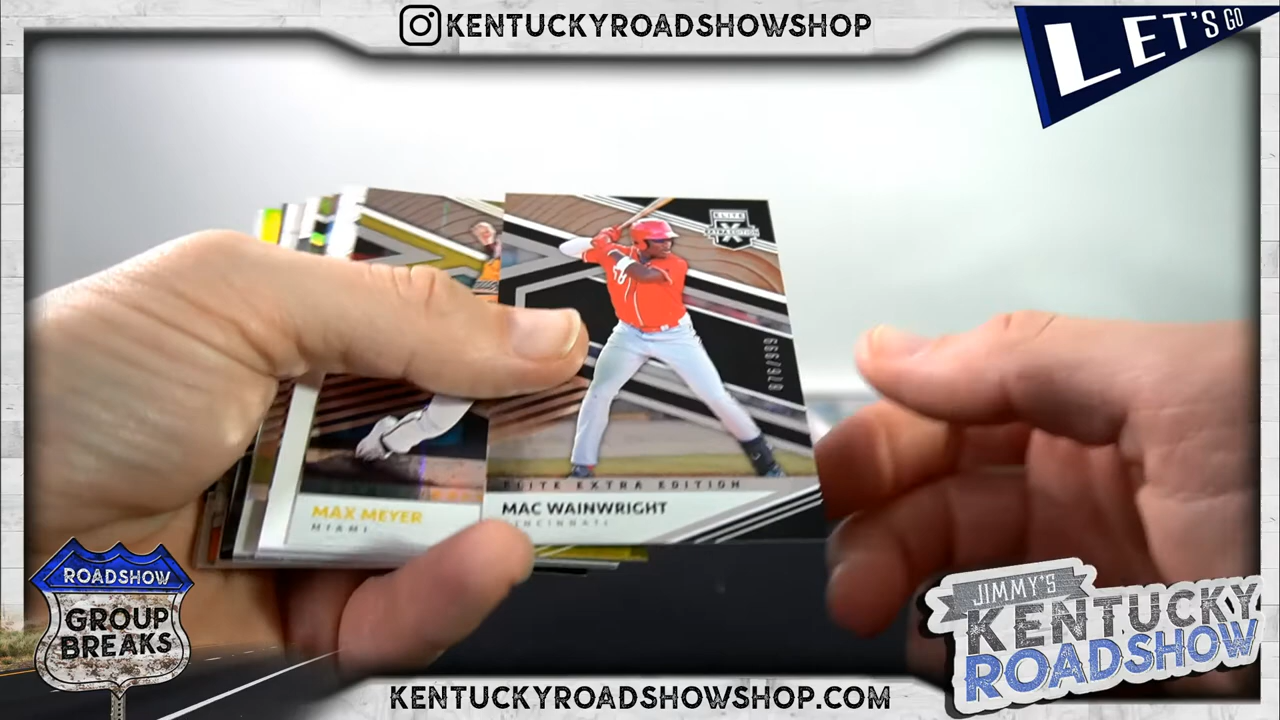 KENTUCKYROADSHOWSHOP
LET'S GO
ELITE
X
EXTRA EDITION
ELITE EXTRA EDITION
MAC WAINWRIGHT
CINCINNATI
MAX MEYER
MIAMI
ROADSHOW
GROUP
BREAKS
JIMMY'S
KENTUCKY
ROADSHOW
KENTUCKYROADSHOWSHOP.COM